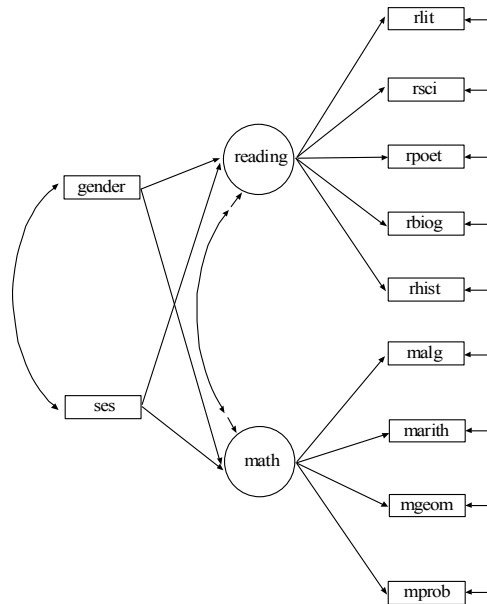 rlit
rsci
reading
rpoet
gender
rbiog
rhist
malg
ses
marith
math
mgeom
mprob